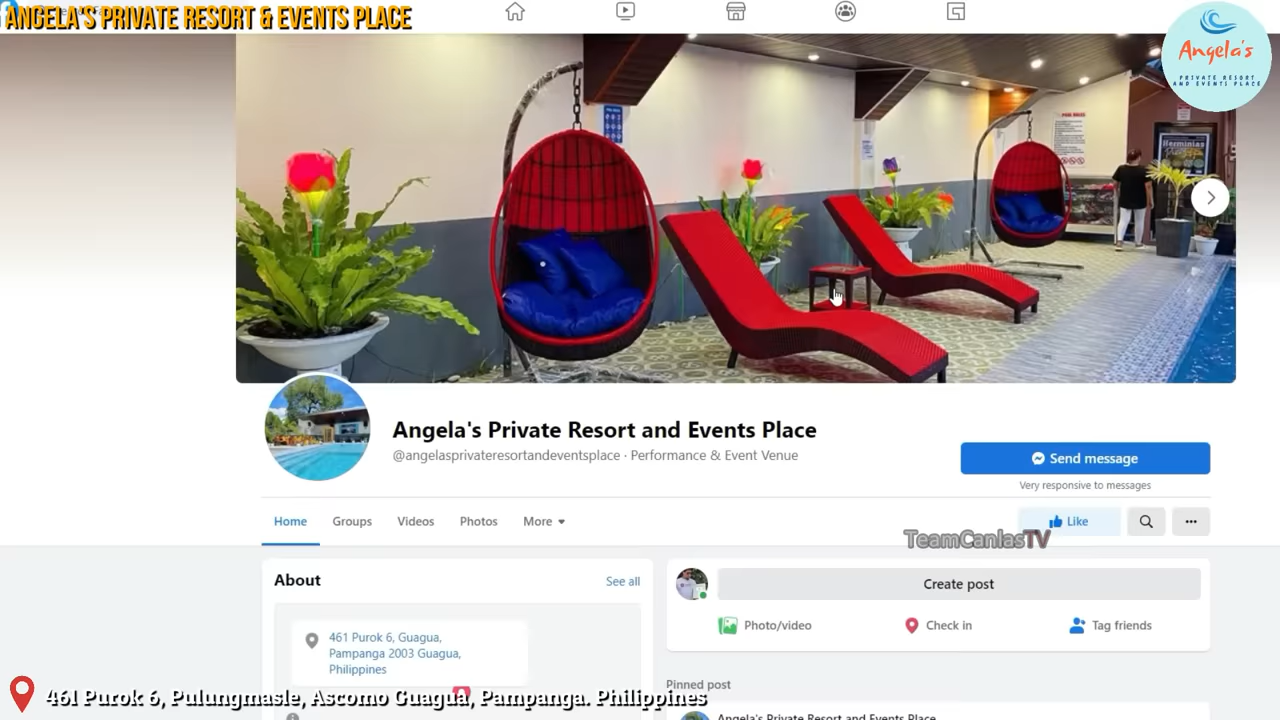 ANGELA'S PRIVATE RESORT & EVENTS PLACE
Angela's
PRIVATE RESORT
AND EVENTS PLACE
POOL RULES
Herminias
Angela's Private Resort and Events Place
@angelasprivateresortandeventsplace · Performance & Event Venue
Send message
Very responsive to messages
Home
Groups
Videos
Photos
More
Like
TeamCanlasTV
About
See all
Create post
Photo/video
Check in
Tag friends
461 Purok 6, Guagua,
Pampanga 2003 Guagua,
Philippines
Pinned post
461 Purok 6, Pulungmasle, Ascomo Guagua, Pampanga. Philippines
Angela's Private Resort and Events Place